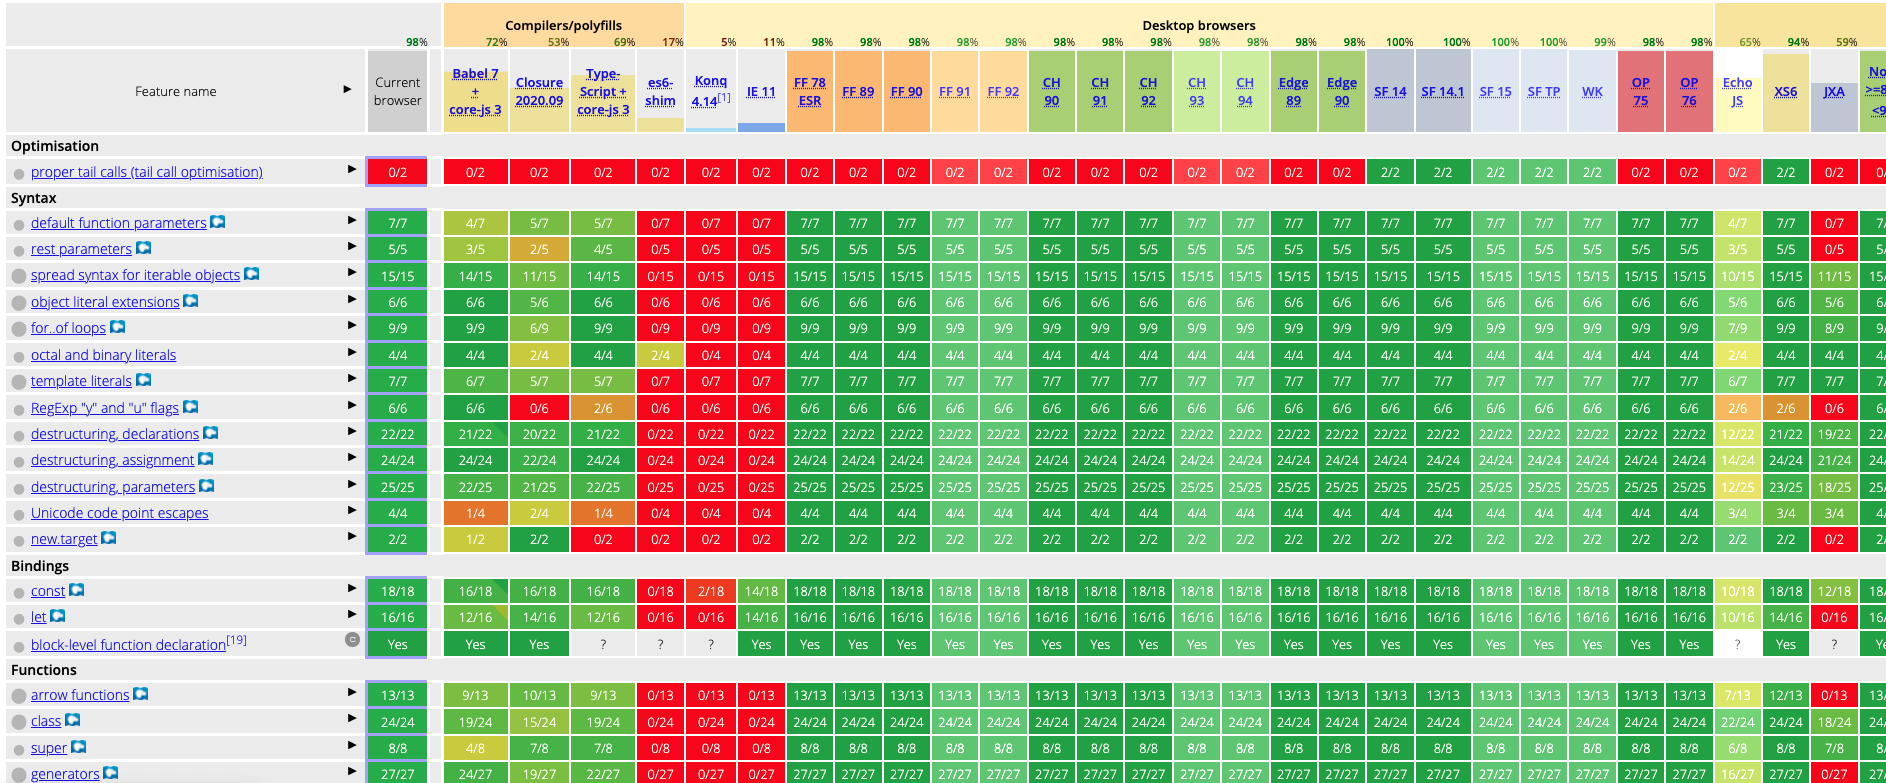 Compilers/polyfills Desktop browsers
98% 72% 53% 69% 17% 5% 11% 98% 98% 98% 98% 98% 98% 98% 98% 98% 98% 98% 98% 100% 100% 100% 100% 99% 98% 98% 65% 94% 59%
Feature name ▶ Current browser Babel 7 + core-js 3 Closure 2020.09 Type-Script + core-js 3 es6-shim Konq 4.14[1] IE 11 FF 78 ESR FF 89 FF 90 FF 91 FF 92 CH 90 CH 91 CH 92 CH 93 CH 94 Edge 89 Edge 90 SF 14 SF 14.1 SF 15 SF TP WK OP 75 OP 76 Echo JS XS6 JXA No >=8 <9
Optimisation
proper tail calls (tail call optimisation) ▶ 0/2 0/2 0/2 0/2 0/2 0/2 0/2 0/2 0/2 0/2 0/2 0/2 0/2 0/2 0/2 0/2 0/2 0/2 0/2 2/2 2/2 2/2 2/2 2/2 0/2 0/2 0/2 2/2 0/2 0/
Syntax
default function parameters ▶ 7/7 4/7 5/7 5/7 0/7 0/7 0/7 7/7 7/7 7/7 7/7 7/7 7/7 7/7 7/7 7/7 7/7 7/7 7/7 7/7 7/7 7/7 7/7 7/7 7/7 7/7 4/7 7/7 0/7 7/
rest parameters ▶ 5/5 3/5 2/5 4/5 0/5 0/5 0/5 5/5 5/5 5/5 5/5 5/5 5/5 5/5 5/5 5/5 5/5 5/5 5/5 5/5 5/5 5/5 5/5 5/5 5/5 5/5 3/5 5/5 0/5 5/
spread syntax for iterable objects ▶ 15/15 14/15 11/15 14/15 0/15 0/15 0/15 15/15 15/15 15/15 15/15 15/15 15/15 15/15 15/15 15/15 15/15 15/15 15/15 15/15 15/15 15/15 15/15 15/15 15/15 15/15 10/15 15/15 11/15 15/
object literal extensions ▶ 6/6 6/6 5/6 6/6 0/6 0/6 0/6 6/6 6/6 6/6 6/6 6/6 6/6 6/6 6/6 6/6 6/6 6/6 6/6 6/6 6/6 6/6 6/6 6/6 6/6 6/6 5/6 6/6 5/6 6/
for..of loops ▶ 9/9 9/9 6/9 9/9 0/9 0/9 0/9 9/9 9/9 9/9 9/9 9/9 9/9 9/9 9/9 9/9 9/9 9/9 9/9 9/9 9/9 9/9 9/9 9/9 9/9 9/9 7/9 9/9 8/9 9/
octal and binary literals ▶ 4/4 4/4 2/4 4/4 2/4 0/4 0/4 4/4 4/4 4/4 4/4 4/4 4/4 4/4 4/4 4/4 4/4 4/4 4/4 4/4 4/4 4/4 4/4 4/4 4/4 4/4 2/4 4/4 4/4 4/
template literals ▶ 7/7 6/7 5/7 5/7 0/7 0/7 0/7 7/7 7/7 7/7 7/7 7/7 7/7 7/7 7/7 7/7 7/7 7/7 7/7 7/7 7/7 7/7 7/7 7/7 7/7 7/7 6/7 7/7 7/7 7/
RegExp "y" and "u" flags ▶ 6/6 6/6 0/6 2/6 0/6 0/6 0/6 6/6 6/6 6/6 6/6 6/6 6/6 6/6 6/6 6/6 6/6 6/6 6/6 6/6 6/6 6/6 6/6 6/6 6/6 6/6 2/6 2/6 0/6 6/
destructuring, declarations ▶ 22/22 21/22 20/22 21/22 0/22 0/22 0/22 22/22 22/22 22/22 22/22 22/22 22/22 22/22 22/22 22/22 22/22 22/22 22/22 22/22 22/22 22/22 22/22 22/22 22/22 22/22 12/22 21/22 19/22 22/
destructuring, assignment ▶ 24/24 24/24 22/24 24/24 0/24 0/24 0/24 24/24 24/24 24/24 24/24 24/24 24/24 24/24 24/24 24/24 24/24 24/24 24/24 24/24 24/24 24/24 24/24 24/24 24/24 24/24 14/24 24/24 21/24 24/
destructuring, parameters ▶ 25/25 22/25 21/25 22/25 0/25 0/25 0/25 25/25 25/25 25/25 25/25 25/25 25/25 25/25 25/25 25/25 25/25 25/25 25/25 25/25 25/25 25/25 25/25 25/25 25/25 25/25 12/25 23/25 18/25 25/
Unicode code point escapes ▶ 4/4 1/4 2/4 1/4 0/4 0/4 0/4 4/4 4/4 4/4 4/4 4/4 4/4 4/4 4/4 4/4 4/4 4/4 4/4 4/4 4/4 4/4 4/4 4/4 4/4 4/4 3/4 3/4 3/4 4/
new.target ▶ 2/2 1/2 2/2 0/2 0/2 0/2 0/2 2/2 2/2 2/2 2/2 2/2 2/2 2/2 2/2 2/2 2/2 2/2 2/2 2/2 2/2 2/2 2/2 2/2 2/2 2/2 2/2 2/2 0/2 2/
Bindings
const ▶ 18/18 16/18 16/18 16/18 0/18 2/18 14/18 18/18 18/18 18/18 18/18 18/18 18/18 18/18 18/18 18/18 18/18 18/18 18/18 18/18 18/18 18/18 18/18 18/18 18/18 18/18 10/18 18/18 12/18 18/
let ▶ 16/16 12/16 14/16 12/16 0/16 0/16 14/16 16/16 16/16 16/16 16/16 16/16 16/16 16/16 16/16 16/16 16/16 16/16 16/16 16/16 16/16 16/16 16/16 16/16 16/16 16/16 10/16 14/16 0/16 16/
block-level function declaration[19] C Yes Yes Yes ? ? ? Yes Yes Yes Yes Yes Yes Yes Yes Yes Yes Yes Yes Yes Yes Yes Yes Yes Yes Yes Yes ? Yes ? Ye
Functions
arrow functions ▶ 13/13 9/13 10/13 9/13 0/13 0/13 0/13 13/13 13/13 13/13 13/13 13/13 13/13 13/13 13/13 13/13 13/13 13/13 13/13 13/13 13/13 13/13 13/13 13/13 13/13 13/13 7/13 12/13 0/13 13/
class ▶ 24/24 19/24 15/24 19/24 0/24 0/24 0/24 24/24 24/24 24/24 24/24 24/24 24/24 24/24 24/24 24/24 24/24 24/24 24/24 24/24 24/24 24/24 24/24 24/24 24/24 24/24 22/24 24/24 18/24 24/
super ▶ 8/8 4/8 7/8 7/8 0/8 0/8 0/8 8/8 8/8 8/8 8/8 8/8 8/8 8/8 8/8 8/8 8/8 8/8 8/8 8/8 8/8 8/8 8/8 8/8 8/8 8/8 6/8 8/8 7/8 8/
generators ▶ 27/27 24/27 19/27 22/27 0/27 0/27 0/27 27/27 27/27 27/27 27/27 27/27 27/27 27/27 27/27 27/27 27/27 27/27 27/27 27/27 27/27 27/27 27/27 27/27 27/27 27/27 16/27 27/27 0/27 27